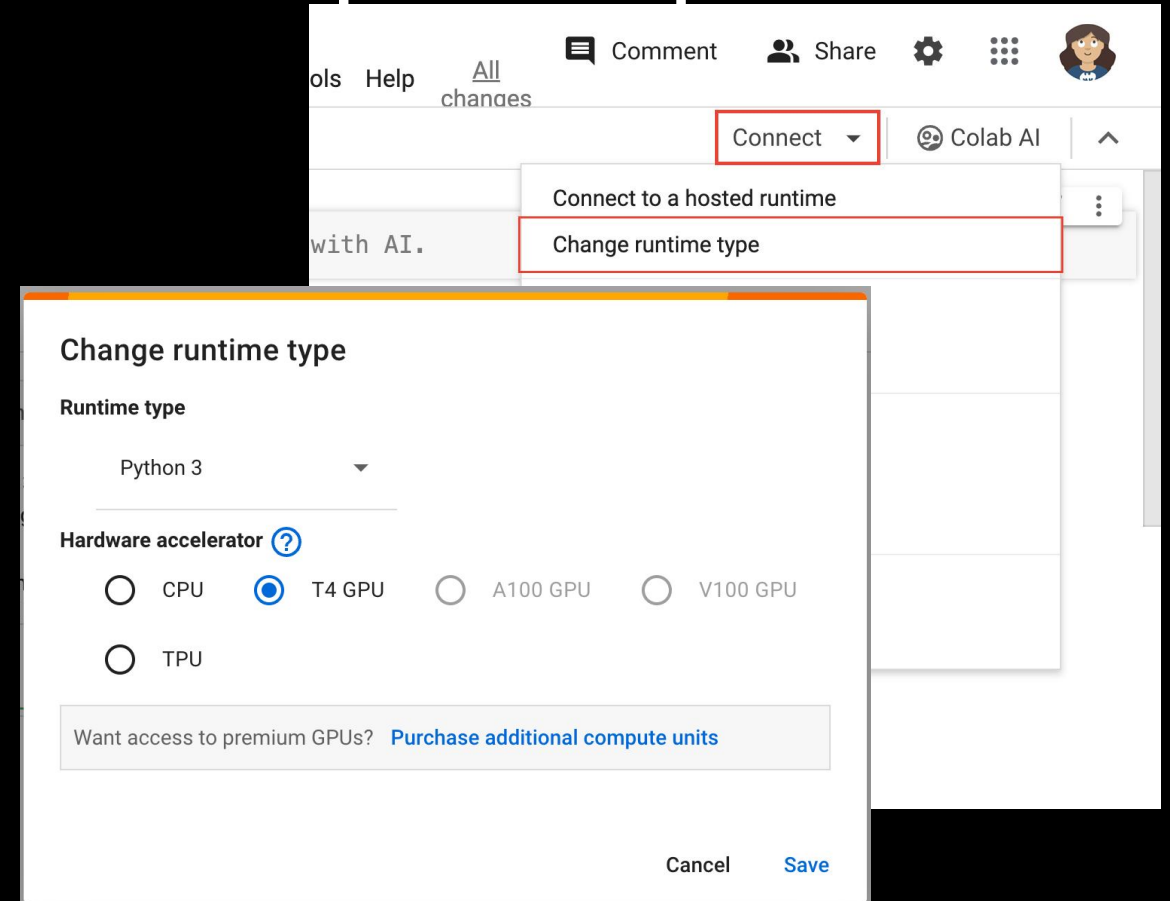 Comment Share
ols Help All changes
Connect Colab AI
Connect to a hosted runtime
with AI. Change runtime type
Change runtime type
Runtime type
Python 3
Hardware accelerator ?
CPU T4 GPU A100 GPU V100 GPU
TPU
Want access to premium GPUs? Purchase additional compute units
Cancel Save